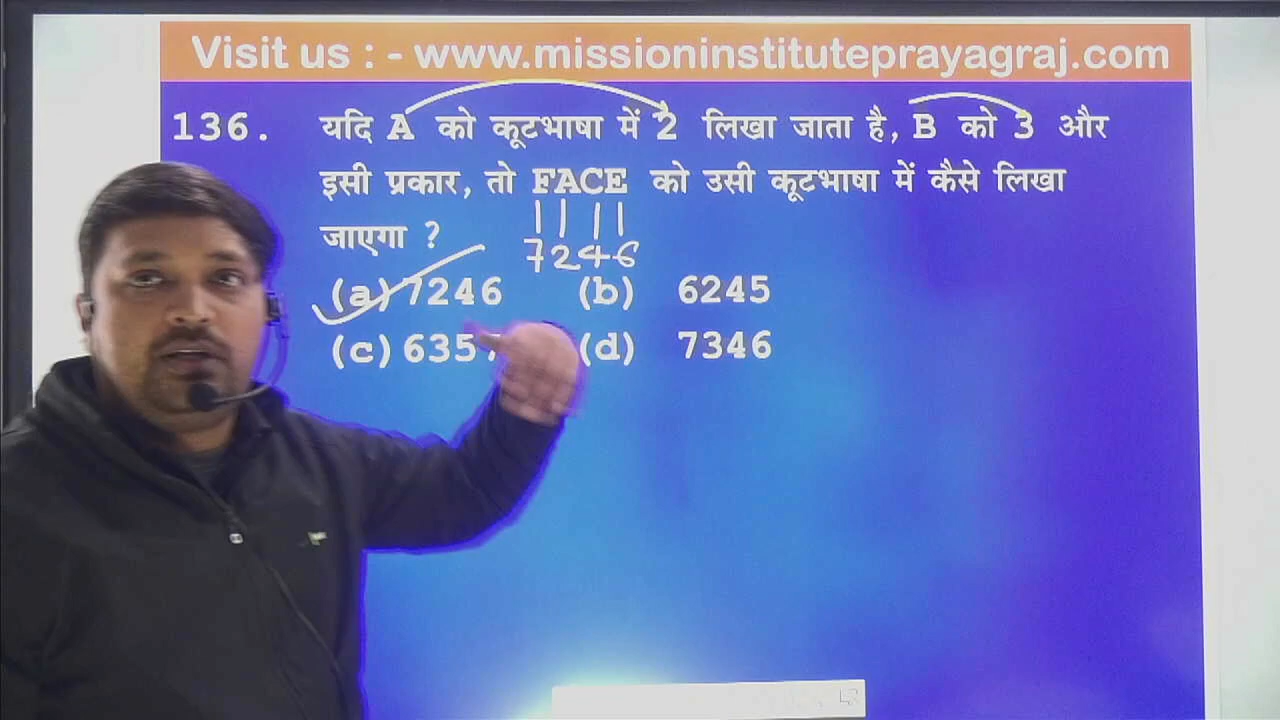 Visit us : - www.missioninstituteprayagraj.com
136. यदि A को कूटभाषा में 2 लिखा जाता है, B को 3 और
इसी प्रकार, तो FACE को उसी कूटभाषा में कैसे लिखा
जाएगा ?
7246
(a) 7246 (b) 6245
(c) 635 (d) 7346